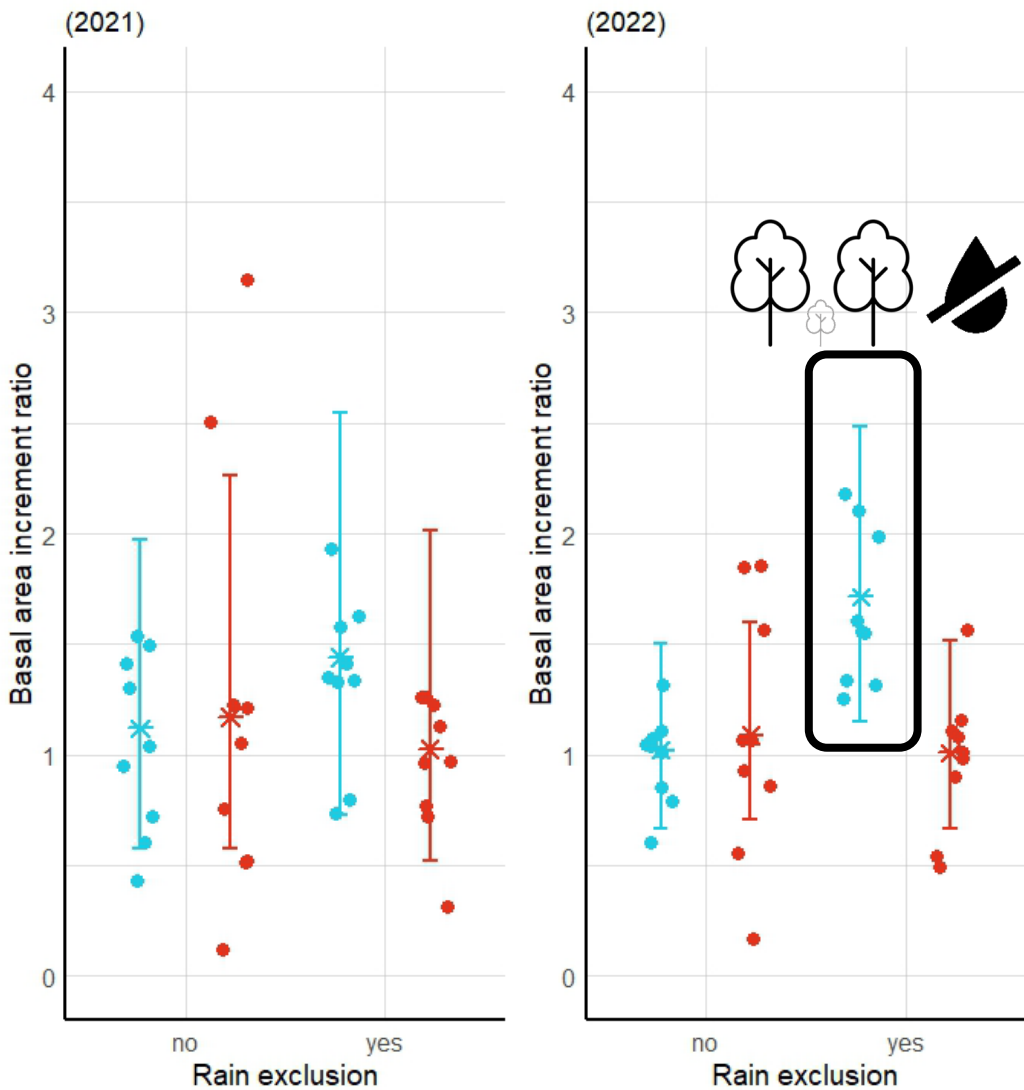 (2021)
4
3
2
1
0
Basal area increment ratio
no
yes
Rain exclusion
(2022)
4
3
2
1
0
Basal area increment ratio
no
yes
Rain exclusion